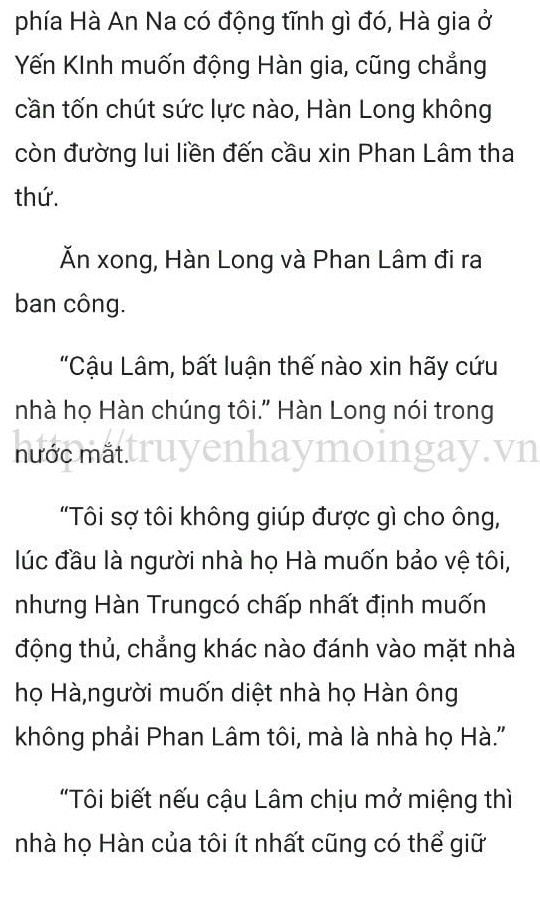 phía Hà An Na có động tĩnh gì đó, Hà gia ở
Yến KInh muốn động Hàn gia, cũng chẳng
cần tốn chút sức lực nào, Hàn Long không
còn đường lui liền đến cầu xin Phan Lâm tha
thứ.
Ăn xong, Hàn Long và Phan Lâm đi ra
ban công.
“Cậu Lâm, bất luận thế nào xin hãy cứu
nhà họ Hàn chúng tôi.” Hàn Long nói trong
nước mắt.
http://truyenhaymoingay.vn
“Tôi sợ tôi không giúp được gì cho ông,
lúc đầu là người nhà họ Hà muốn bảo vệ tôi,
nhưng Hàn Trungcó chấp nhất định muốn
động thủ, chẳng khác nào đánh vào mặt nhà
họ Hà,người muốn diệt nhà họ Hàn ông
không phải Phan Lâm tôi, mà là nhà họ Hà.”
“Tôi biết nếu cậu Lâm chịu mở miệng thì
nhà họ Hàn của tôi ít nhất cũng có thể giữ